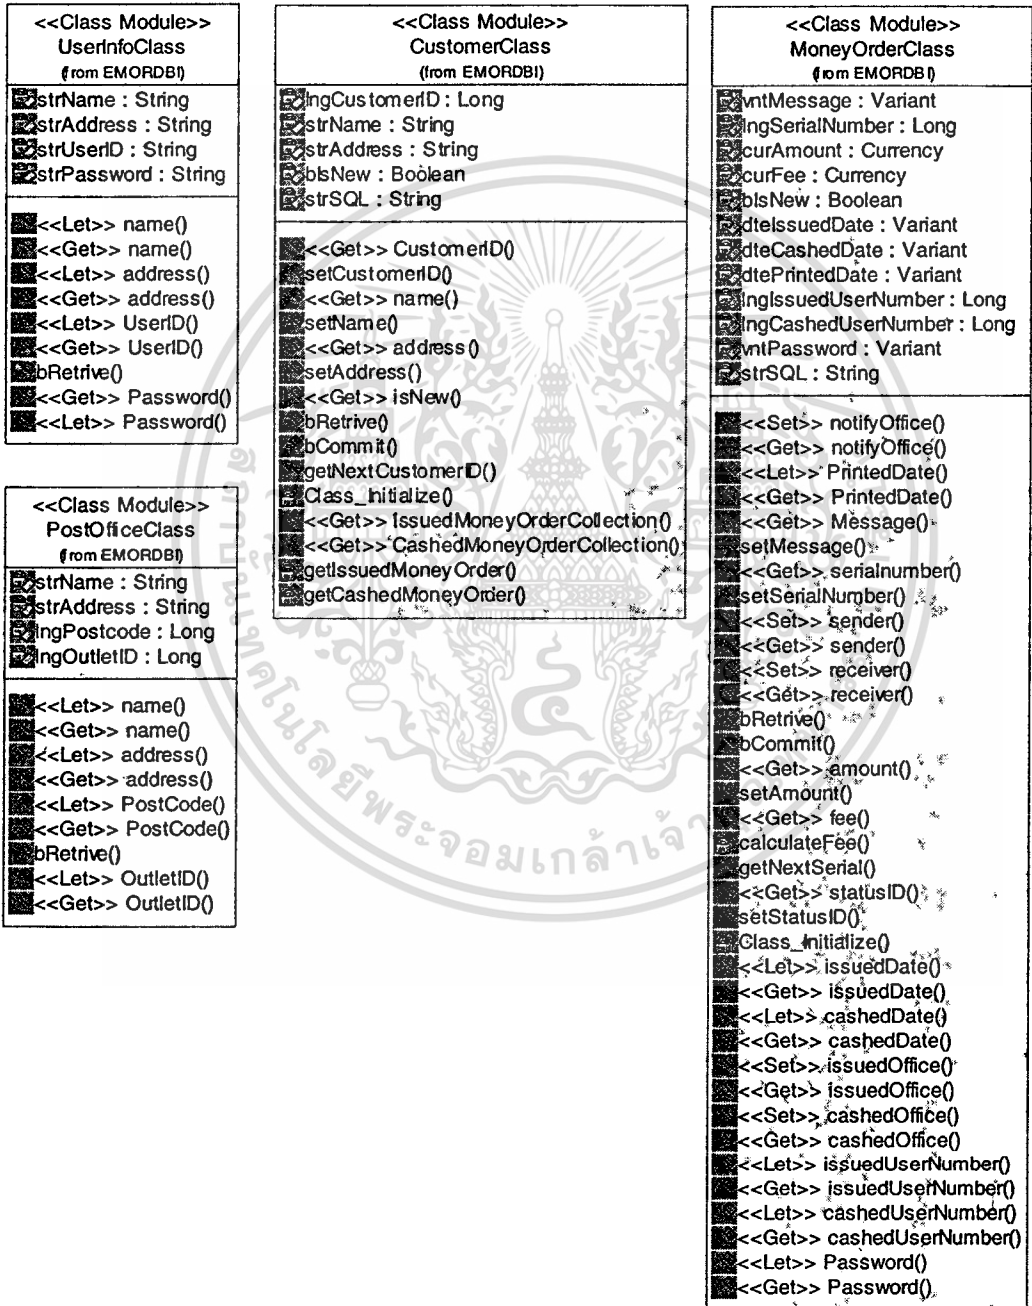 <<Class Module>>
UserInfoClass
(from EMORDBI)
strName : String
strAddress : String
strUserID : String
strPassword : String
<<Let>> name()
<<Get>> name()
<<Let>> address()
<<Get>> address()
<<Let>> UserID()
<<Get>> UserID()
bRetrive()
<<Get>> Password()
<<Let>> Password()
<<Class Module>>
PostOfficeClass
(from EMORDBI)
strName : String
strAddress : String
lngPostcode : Long
lngOutletID : Long
<<Let>> name()
<<Get>> name()
<<Let>> address()
<<Get>> address()
<<Let>> PostCode()
<<Get>> PostCode()
bRetrive()
<<Let>> OutletID()
<<Get>> OutletID()
<<Class Module>>
CustomerClass
(from EMORDBI)
lngCustomerID : Long
strName : String
strAddress : String
bIsNew : Boolean
strSQL : String
<<Get>> CustomerID()
setCustomerID()
<<Get>> name()
setName()
<<Get>> address()
setAddress()
<<Get>> isNew()
bRetrive()
bCommit()
getNextCustomerID()
Class_Initialize()
<<Get>> IssuedMoneyOrderCollection()
<<Get>> CashedMoneyOrderCollection()
getIssuedMoneyOrder()
getCashedMoneyOrder()
<<Class Module>>
MoneyOrderClass
(from EMORDBI)
vntMessage : Variant
lngSerialNumber : Long
curAmount : Currency
curFee : Currency
bIsNew : Boolean
dteIssuedDate : Variant
dteCashedDate : Variant
dtePrintedDate : Variant
lngIssuedUserNumber : Long
lngCashedUserNumber : Long
vntPassword : Variant
strSQL : String
<<Set>> notifyOffice()
<<Get>> notifyOffice()
<<Let>> PrintedDate()
<<Get>> PrintedDate()
<<Get>> Message()
setMessage()
<<Get>> serialnumber()
setSerialNumber()
<<Set>> sender()
<<Get>> sender()
<<Set>> receiver()
<<Get>> receiver()
bRetrive()
bCommit()
<<Get>> amount()
setAmount()
<<Get>> fee()
calculateFee()
getNextSerial()
<<Get>> statusID()
setStatusID()
Class_Initialize()
<<Let>> issuedDate()
<<Get>> issuedDate()
<<Let>> cashedDate()
<<Get>> cashedDate()
<<Set>> issuedOffice()
<<Get>> issuedOffice()
<<Set>> cashedOffice()
<<Get>> cashedOffice()
<<Let>> issuedUserNumber()
<<Get>> issuedUserNumber()
<<Let>> cashedUserNumber()
<<Get>> cashedUserNumber()
<<Let>> Password()
<<Get>> Password()